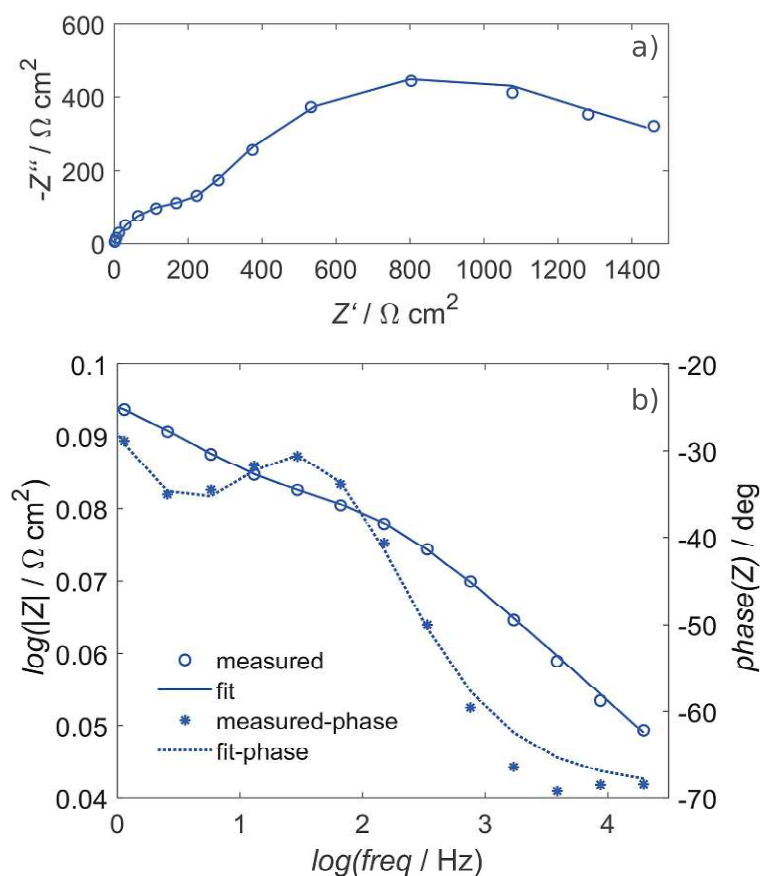 600
400
200
0
-Z“ / Ω cm²
a)
0 200 400 600 800 1000 1200 1400
Z‘ / Ω cm²
0.1
0.09
0.08
0.07
0.06
0.05
0.04
log(|Z| / Ω cm²)
b)
-20
-30
-40
-50
-60
-70
phase(Z) / deg
measured
fit
measured-phase
fit-phase
0 1 2 3 4
log(freq / Hz)